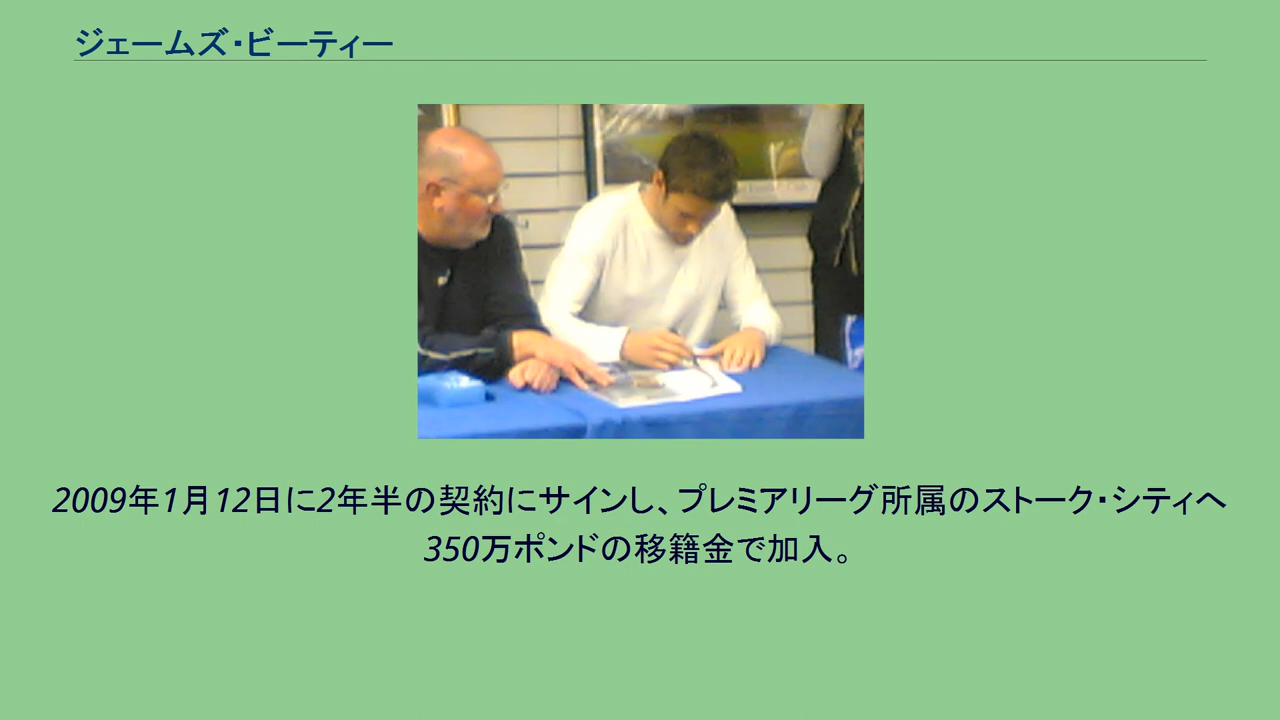 ジェームズ・ビーティー
2009年1月12日に2年半の契約にサインし、プレミアリーグ所属のストーク・シティへ
350万ポンドの移籍金で加入。